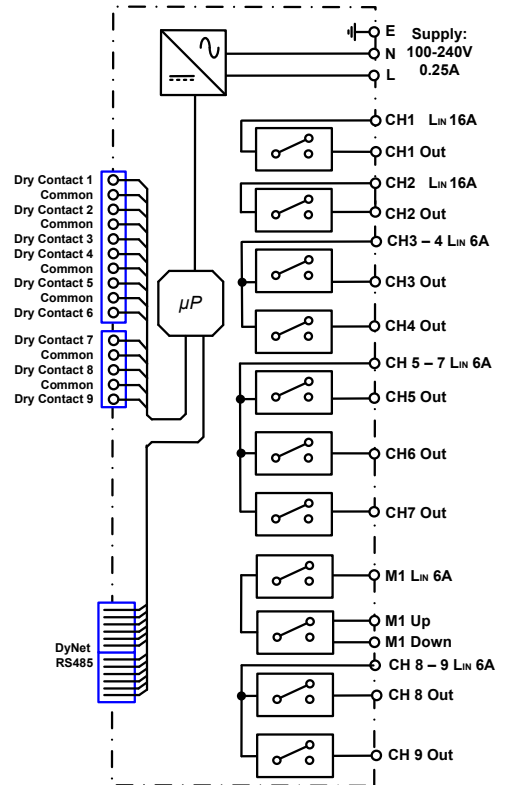 E
Supply:
N
100-240V
L
0.25A
CH1 LIN 16A
CH1 Out
CH2 LIN 16A
CH2 Out
CH3 – 4 LIN 6A
CH3 Out
CH4 Out
CH 5 – 7 LIN 6A
CH5 Out
CH6 Out
CH7 Out
M1 LIN 6A
M1 Up
M1 Down
CH 8 – 9 LIN 6A
CH 8 Out
CH 9 Out
Dry Contact 1
Common
Dry Contact 2
Common
Dry Contact 3
Dry Contact 4
Common
Dry Contact 5
Common
Dry Contact 6
Dry Contact 7
Common
Dry Contact 8
Common
Dry Contact 9
µP
DyNet
RS485